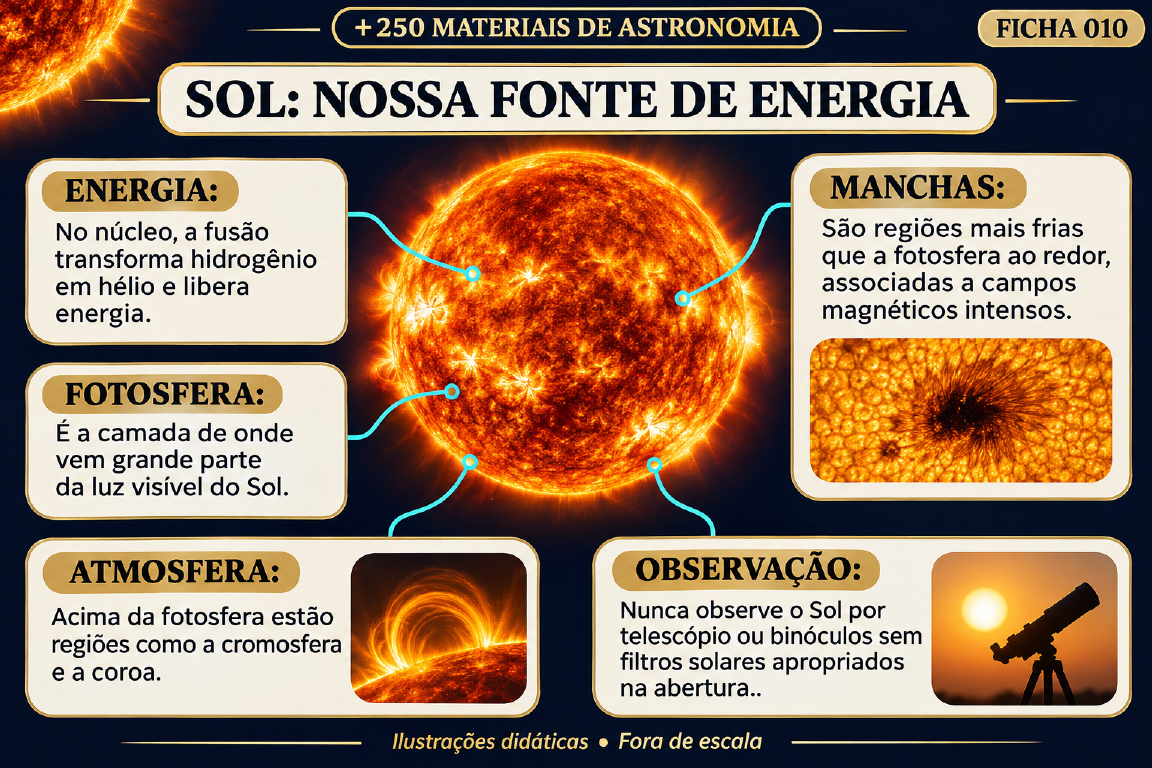 +250 MATERIAIS DE ASTRONOMIA
FICHA 010
SOL: NOSSA FONTE DE ENERGIA
ENERGIA:
No núcleo, a fusão
transforma hidrogênio
em hélio e libera
energia.
MANCHAS:
São regiões mais frias
que a fotosfera ao redor,
associadas a campos
magnéticos intensos.
FOTOSFERA:
É a camada de onde
vem grande parte
da luz visível do Sol.
ATMOSFERA:
Acima da fotosfera estão
regiões como a cromosfera
e a coroa.
OBSERVAÇÃO:
Nunca observe o Sol por
telescópio ou binóculos sem
filtros solares apropriados
na abertura..
Ilustrações didáticas • Fora de escala